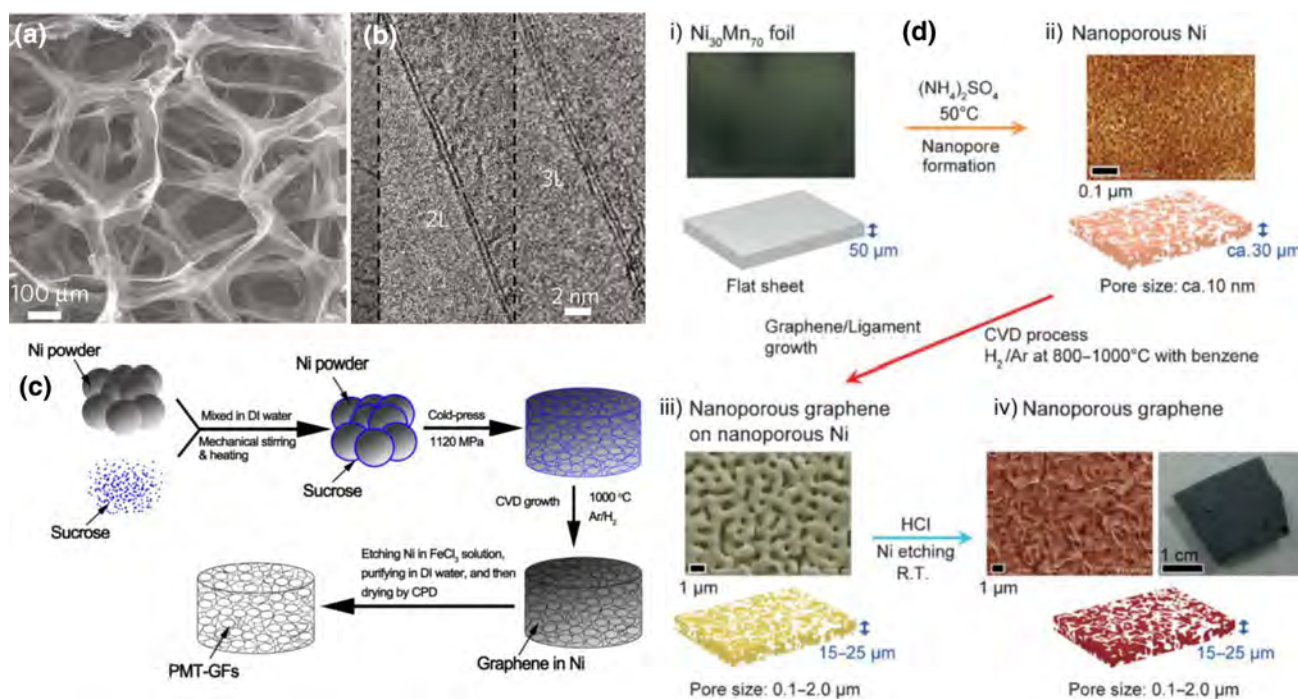 (a)
100 μm
(b)
2L
3L
2 nm
(c)
Ni powder
Sucrose
Mixed in DI water
Mechanical stirring
& heating
Ni powder
Sucrose
Cold-press
1120 MPa
CVD growth
1000 °C
Ar/H₂
Graphene in Ni
Etching Ni in FeCl₃ solution,
purifying in DI water, and then
drying by CPD
PMT-GFs
(d)
i) Ni₃₀Mn₇₀ foil
50 μm
Flat sheet
(NH₄)₂SO₄
50°C
Nanopore
formation
ii) Nanoporous Ni
0.1 μm
ca.30 μm
Pore size: ca.10 nm
Graphene/Ligament
growth
CVD process
H₂/Ar at 800–1000°C with benzene
iii) Nanoporous graphene
on nanoporous Ni
1 μm
15–25 μm
Pore size: 0.1–2.0 μm
HCl
Ni etching
R.T.
iv) Nanoporous graphene
1 μm
1 cm
15–25 μm
Pore size: 0.1–2.0 μm